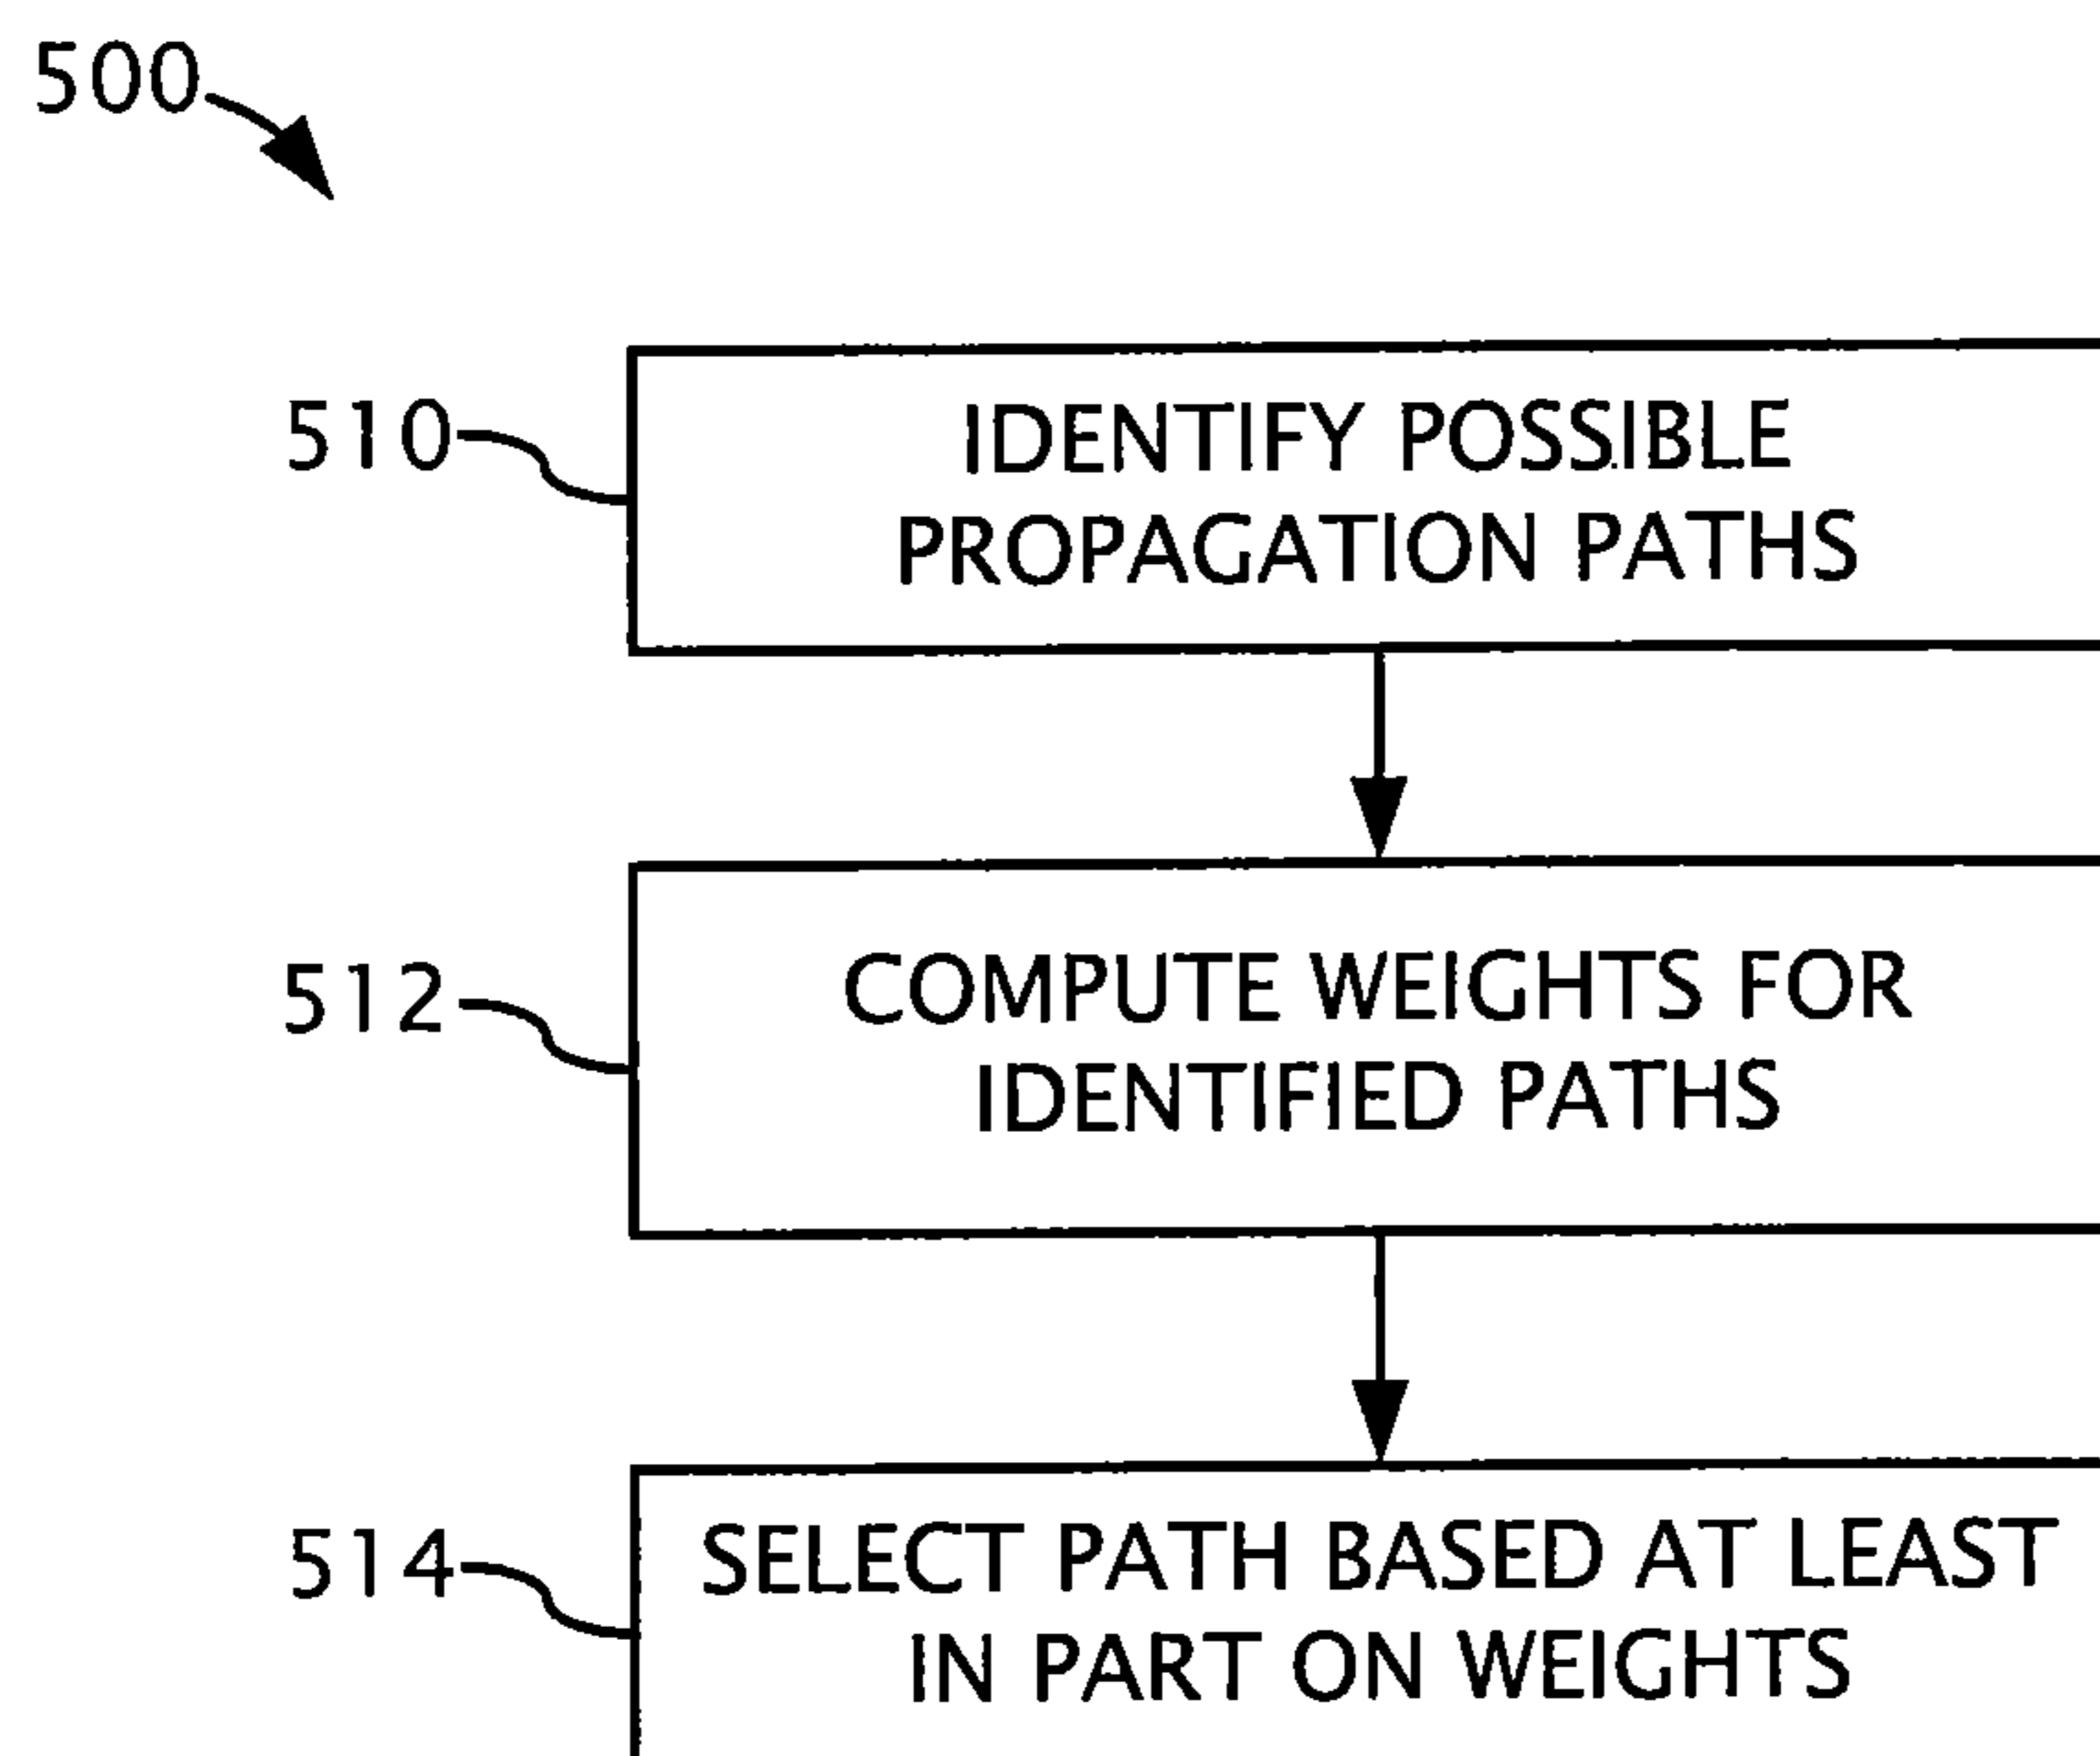 500
510
IDENTIFY POSSIBLE
PROPAGATION PATHS
512
COMPUTE WEIGHTS FOR
IDENTIFIED PATHS
514
SELECT PATH BASED AT LEAST
IN PART ON WEIGHTS